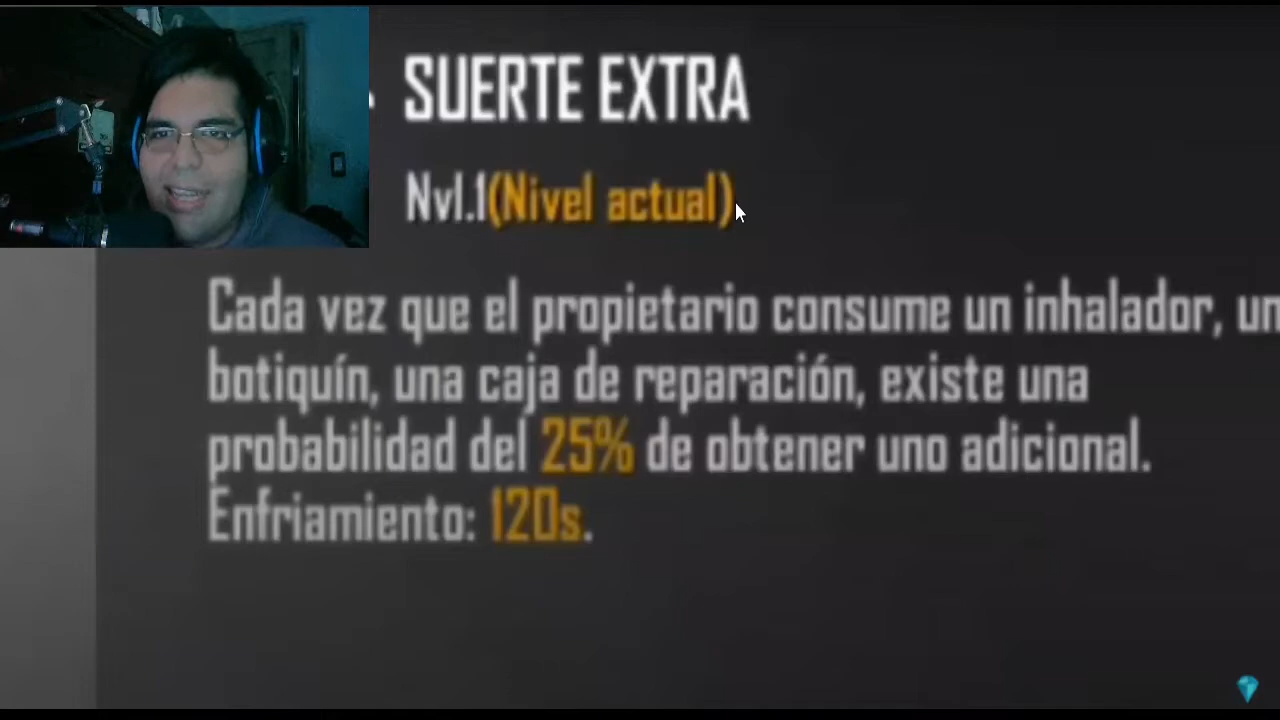 SUERTE EXTRA
Nvl.1(Nivel actual)
Cada vez que el propietario consume un inhalador, un
botiquín, una caja de reparación, existe una
probabilidad del 25% de obtener uno adicional.
Enfriamiento: 120s.